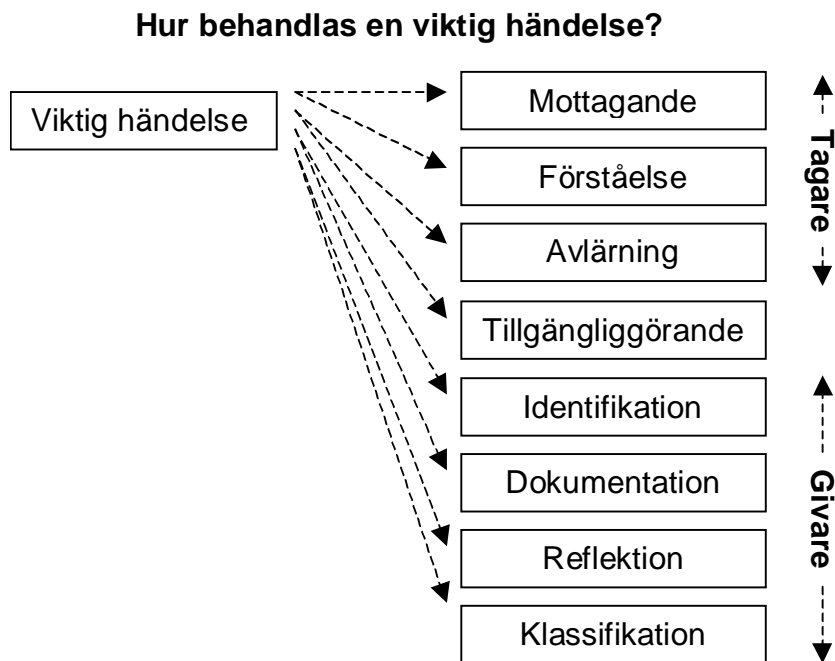 Hur behandlas en viktig händelse?
Viktig händelse
Mottagande
Förståelse
Avlärning
Tillgängliggörande
Identifikation
Dokumentation
Reflektion
Klassifikation
Tagare
Givare